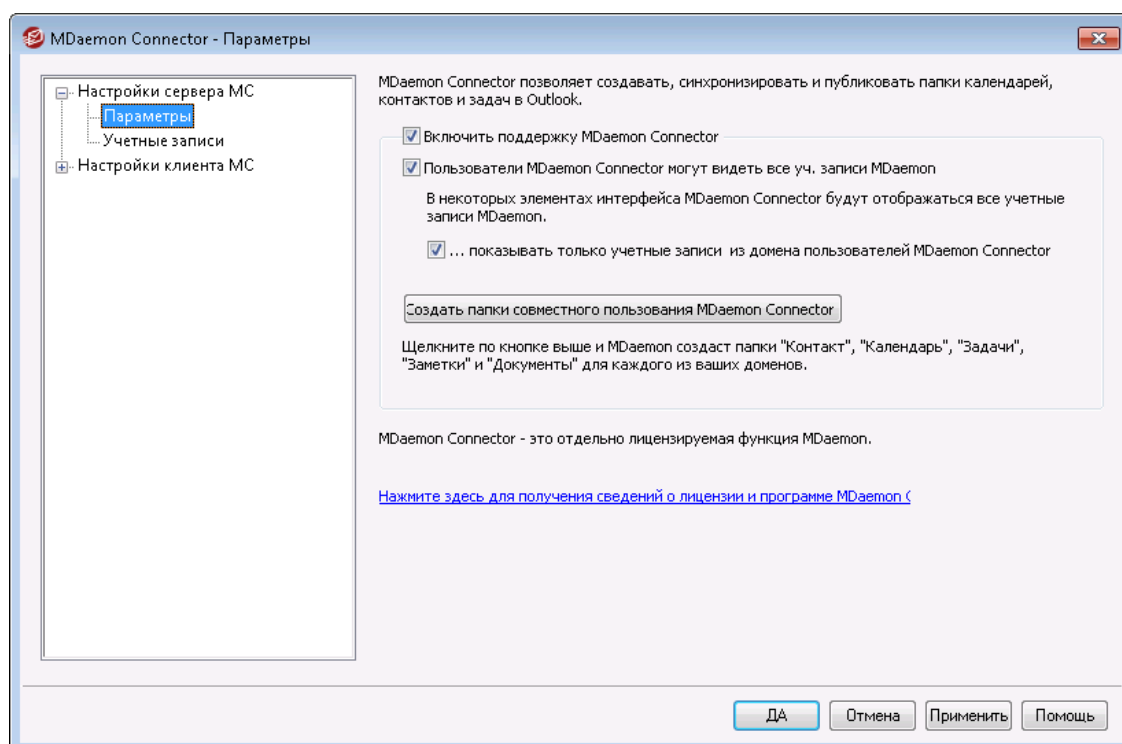 MDaemon Connector - Параметры
Настройки сервера МС
Параметры
Учетные записи
Настройки клиента МС
MDaemon Connector позволяет создавать, синхронизировать и публиковать папки календарей,
контактов и задач в Outlook.
Включить поддержку MDaemon Connector
Пользователи MDaemon Connector могут видеть все уч. записи MDaemon
В некоторых элементах интерфейса MDaemon Connector будут отображаться все учетные
записи MDaemon.
... показывать только учетные записи из домена пользователей MDaemon Connector
Создать папки совместного пользования MDaemon Connector
Щелкните по кнопке выше и MDaemon создаст папки "Контакт", "Календарь", "Задачи",
"Заметки" и "Документы" для каждого из ваших доменов.
MDaemon Connector - это отдельно лицензируемая функция MDaemon.
Нажмите здесь для получения сведений о лицензии и программе MDaemon
ДА
Отмена
Применить
Помощь